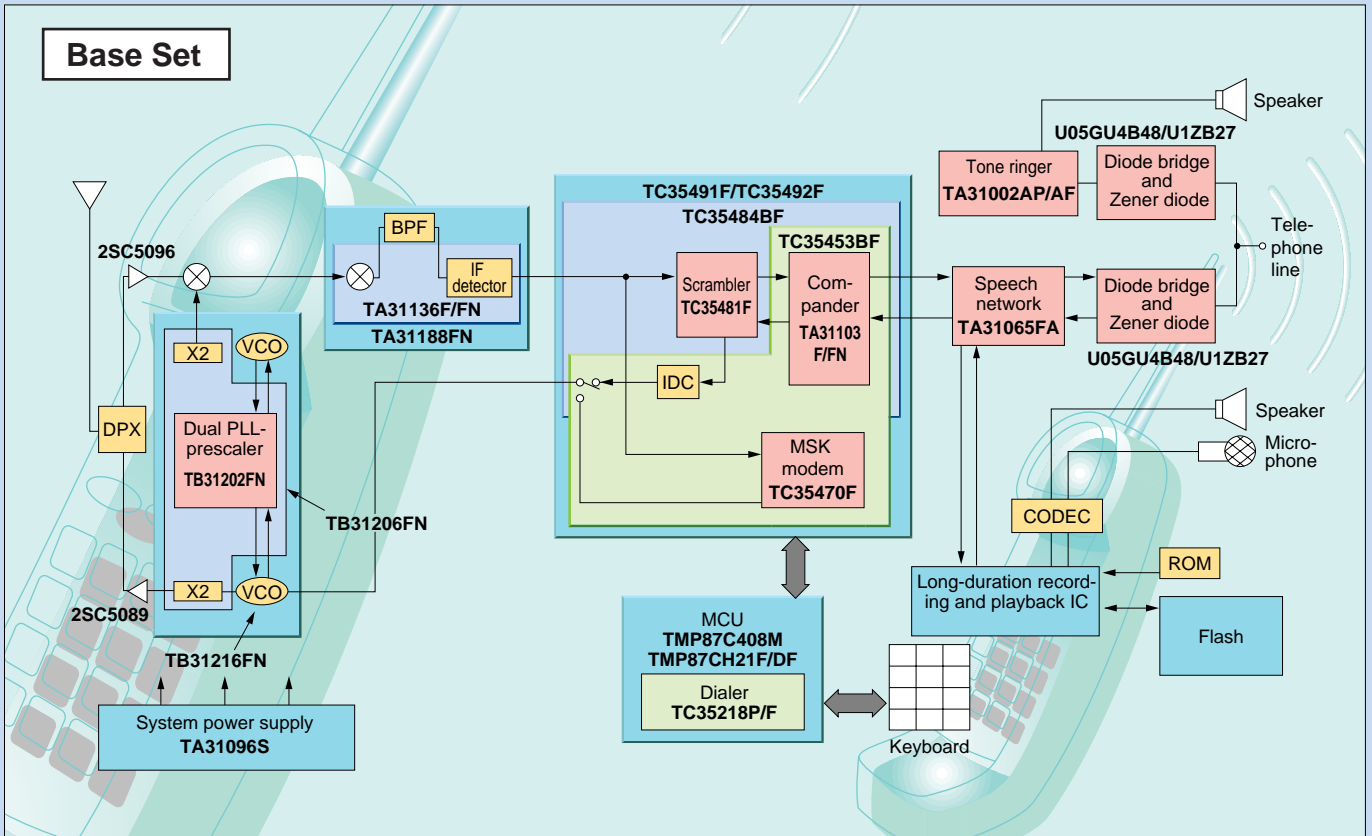 Base Set
Speaker
U05GU4B48/U1ZB27
Tone ringer
TA31002AP/AF
Diode bridge
and
Zener diode
Tele-
phone
line
TC35491F/TC35492F
TC35484BF
TC35453BF
2SC5096
BPF
IF
detector
TA31136F/FN
TA31188FN
Scrambler
TC35481F
Com-
pander
TA31103
F/FN
Speech
network
TA31065FA
Diode bridge
and
Zener diode
U05GU4B48/U1ZB27
X2
VCO
IDC
DPX
Dual PLL-
prescaler
TB31202FN
TB31206FN
MSK
modem
TC35470F
Speaker
Micro-
phone
CODEC
ROM
X2
VCO
2SC5089
TB31216FN
Long-duration record-
ing and playback IC
Flash
MCU
TMP87C408M
TMP87CH21F/DF
Dialer
TC35218P/F
Keyboard
System power supply
TA31096S